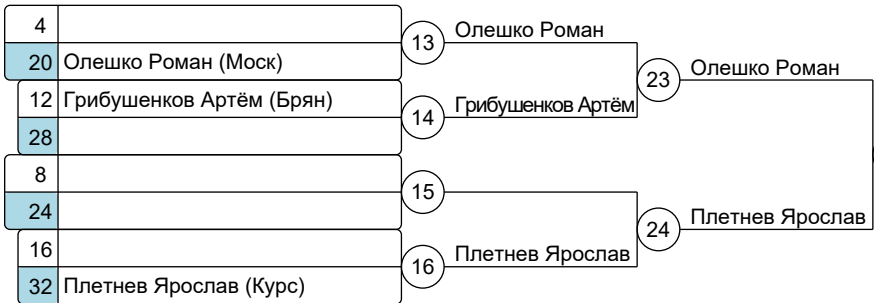 4
20 Олешко Роман (Моск)
12 Грибушенков Артём (Брян)
28
8
24
16
32 Плетнев Ярослав (Курс)
13 Олешко Роман
14 Грибушенков Артём
15
16 Плетнев Ярослав
23 Олешко Роман
24 Плетнев Ярослав